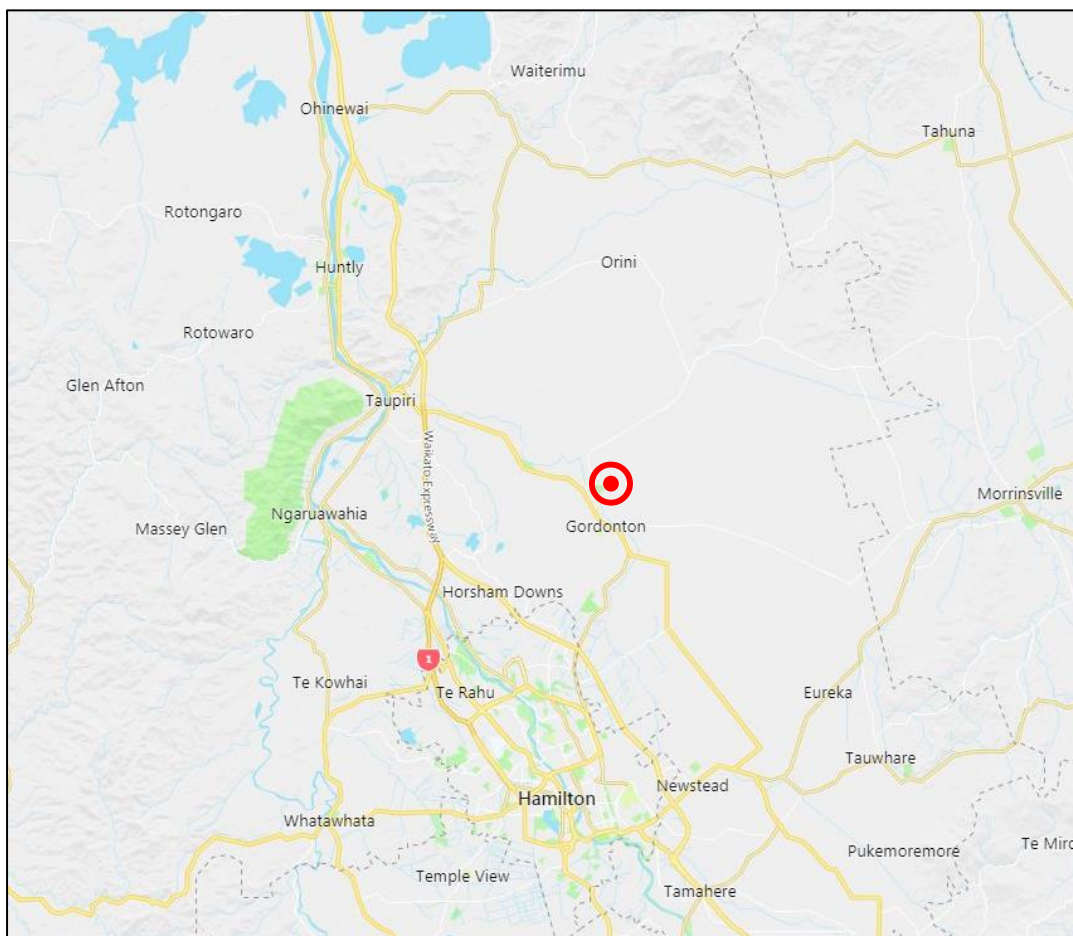 Waiterimu
Ohinewai
Tahuna
Rotongaro
Orini
Huntly
Rotowaro
Glen Afton
Taupiri
Waikato Expressway
Morrinsville
Ngaruawahia
Massey Glen
Gordonton
Horsham Downs
1
Te Kowhai
Te Rahu
Eureka
Tauwhare
Newstead
Hamilton
Whatawhata
Pukemoremore
Te Miro
Temple View
Tamahere